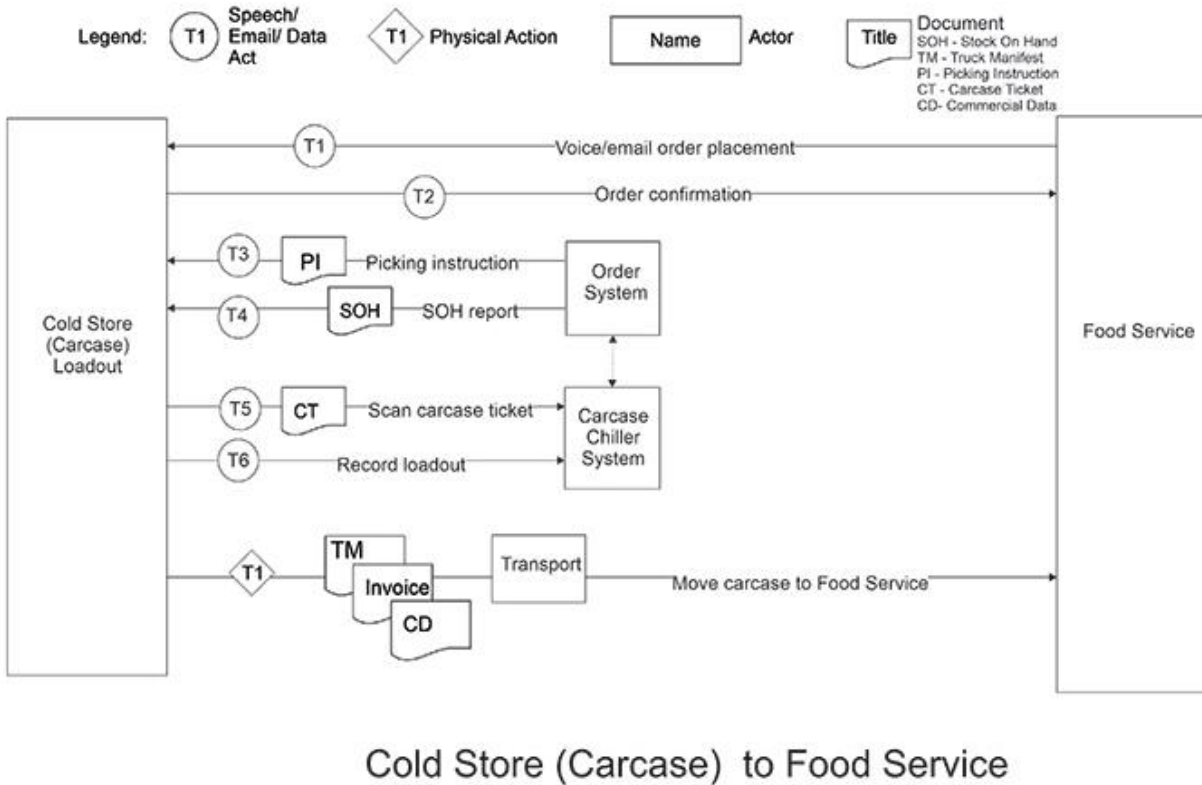 Legend:
T1
Speech/
Email/ Data
Act
T1
Physical Action
Name
Actor
Title
Document
SOH - Stock On Hand
TM - Truck Manifest
PI - Picking Instruction
CT - Carcase Ticket
CD- Commercial Data
Cold Store
(Carcase)
Loadout
Food Service
T1
Voice/email order placement
T2
Order confirmation
T3
PI
Picking instruction
Order
System
T4
SOH
SOH report
T5
CT
Scan carcase ticket
Carcase
Chiller
System
T6
Record loadout
T1
TM
Invoice
CD
Transport
Move carcase to Food Service
Cold Store (Carcase) to Food Service